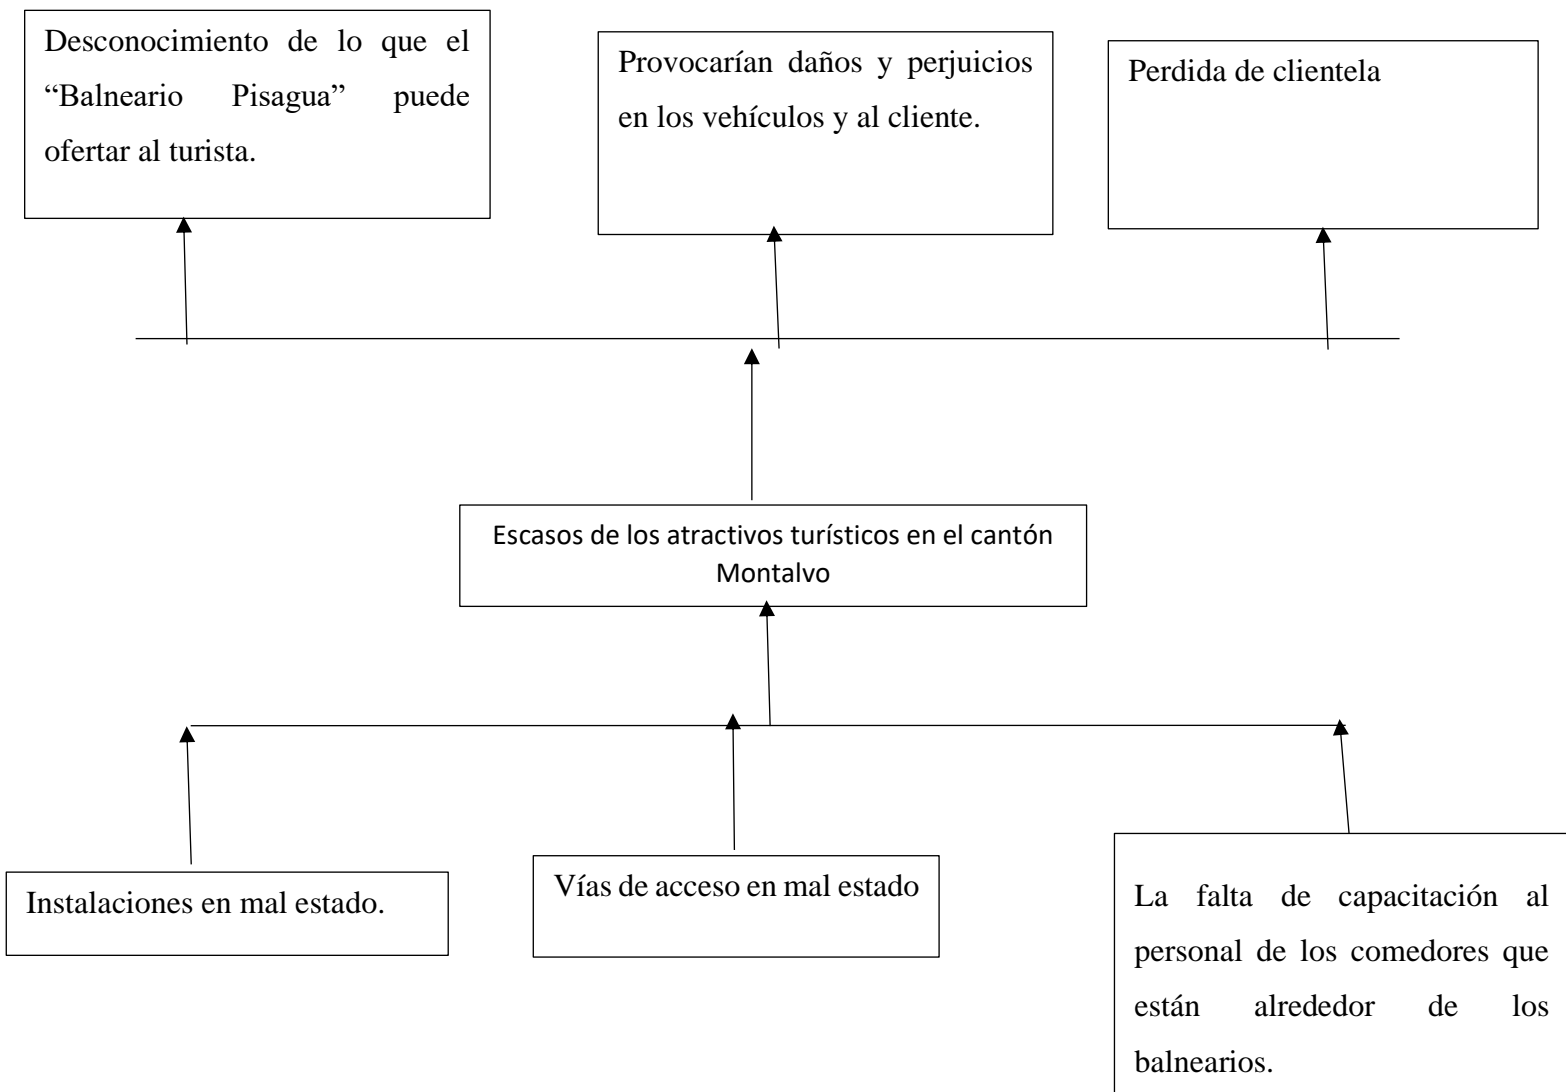 Desconocimiento de lo que el
“Balneario Pisagua” puede
ofertar al turista.
Provocarían daños y perjuicios
en los vehículos y al cliente.
Perdida de clientela
Escasos de los atractivos turísticos en el cantón
Montalvo
Instalaciones en mal estado.
Vías de acceso en mal estado
La falta de capacitación al
personal de los comedores que
están alrededor de los
balnearios.